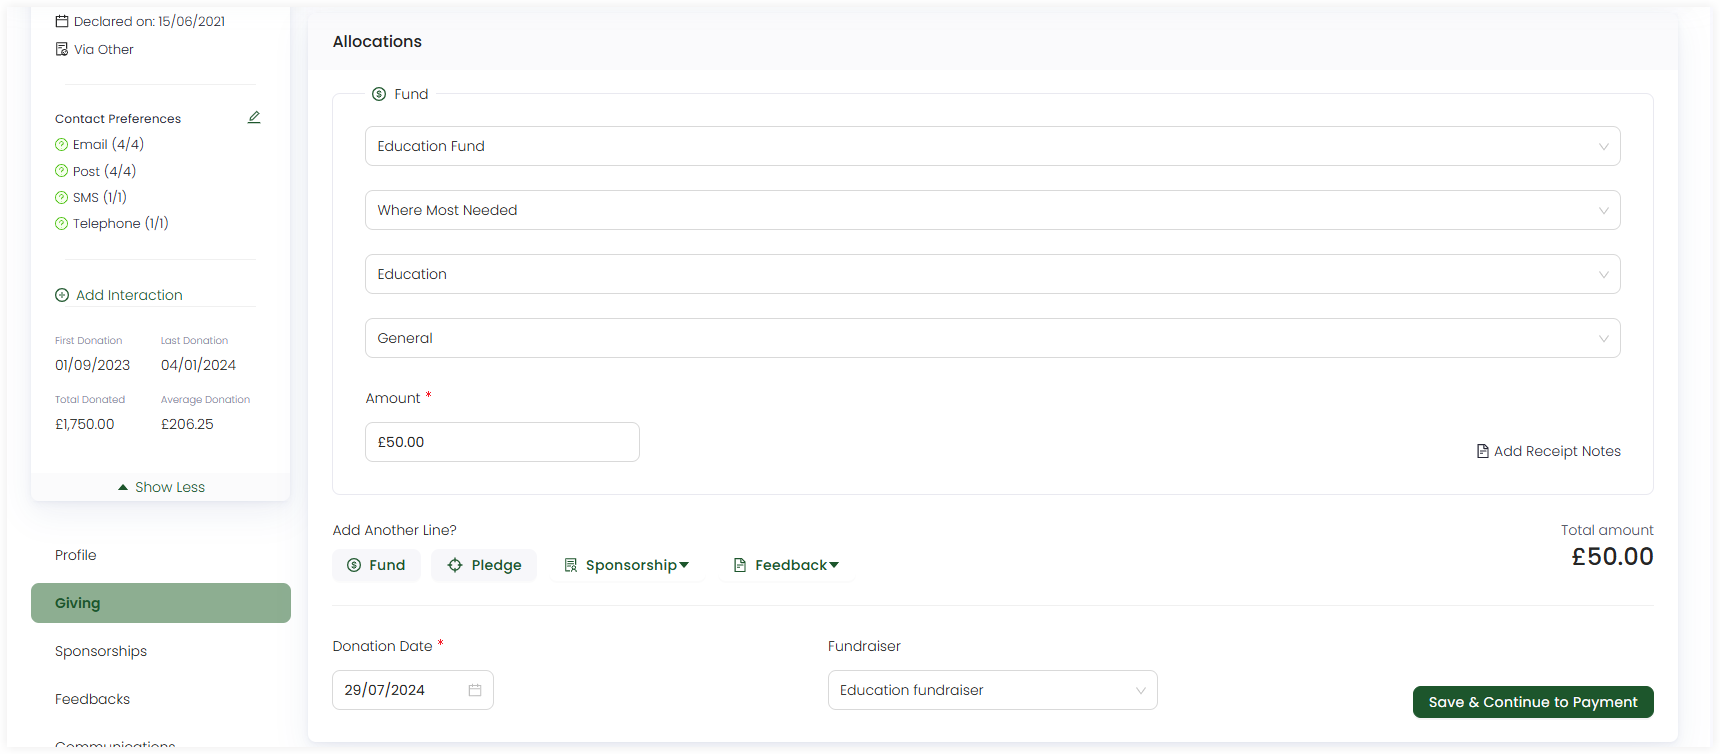 Declared on: 15/06/2021
Via Other
Contact Preferences
Email (4/4)
Post (4/4)
SMS (1/1)
Telephone (1/1)
Add Interaction
First Donation
Last Donation
01/09/2023
04/01/2024
Total Donated
Average Donation
£1,750.00
£206.25
Show Less
Profile
Giving
Sponsorships
Feedbacks
Communications
Allocations
Fund
Education Fund
Where Most Needed
Education
General
Amount *
£50.00
Add Receipt Notes
Add Another Line?
Fund
Pledge
Sponsorship
Feedback
Total amount
£50.00
Donation Date *
29/07/2024
Fundraiser
Education fundraiser
Save & Continue to Payment